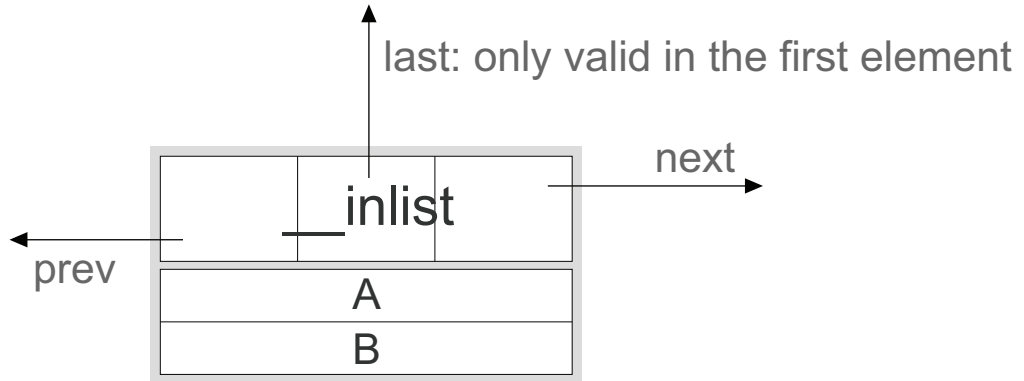 last: only valid in the first element
next
__inlist
prev
A
B